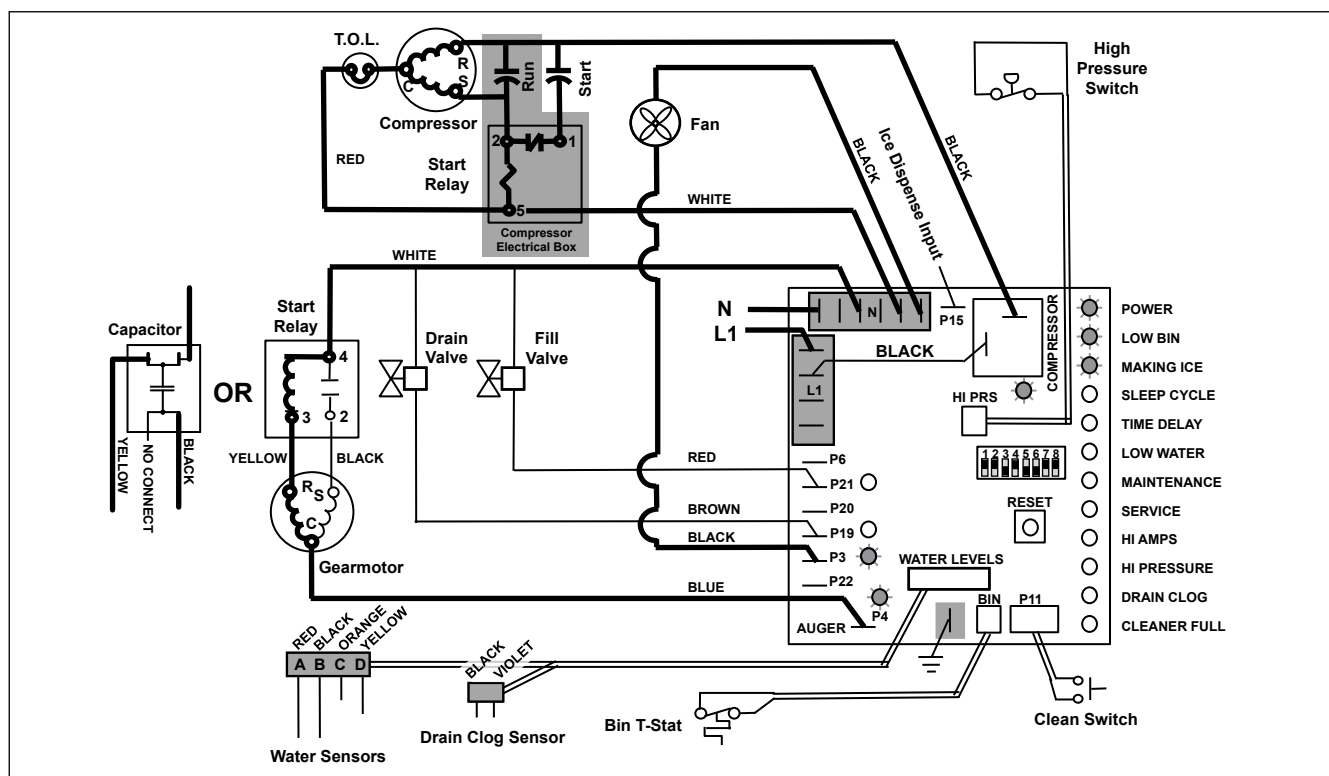 T.O.L.
R
S
C
Compressor
Run
Start
RED
2
1
Start
Relay
5
Compressor
Electrical Box
Fan
BLACK
Ice Dispense Input
BLACK
High
Pressure
Switch
WHITE
WHITE
Capacitor
YELLOW
NO CONNECT
BLACK
OR
Start
Relay
4
3
2
YELLOW
BLACK
R
S
C
Gearmotor
Drain
Valve
Fill
Valve
N
L1
N
P15
L1
BLACK
COMPRESSOR
HI PRS
1 2 3 4 5 6 7 8
RESET
RED
P6
P21
BROWN
P20
P19
BLACK
P3
P22
BLUE
P4
AUGER
WATER LEVELS
BIN
P11
POWER
LOW BIN
MAKING ICE
SLEEP CYCLE
TIME DELAY
LOW WATER
MAINTENANCE
SERVICE
HI AMPS
HI PRESSURE
DRAIN CLOG
CLEANER FULL
RED
BLACK
ORANGE
YELLOW
A B C D
Water Sensors
BLACK
VIOLET
Drain Clog Sensor
Bin T-Stat
Clean Switch